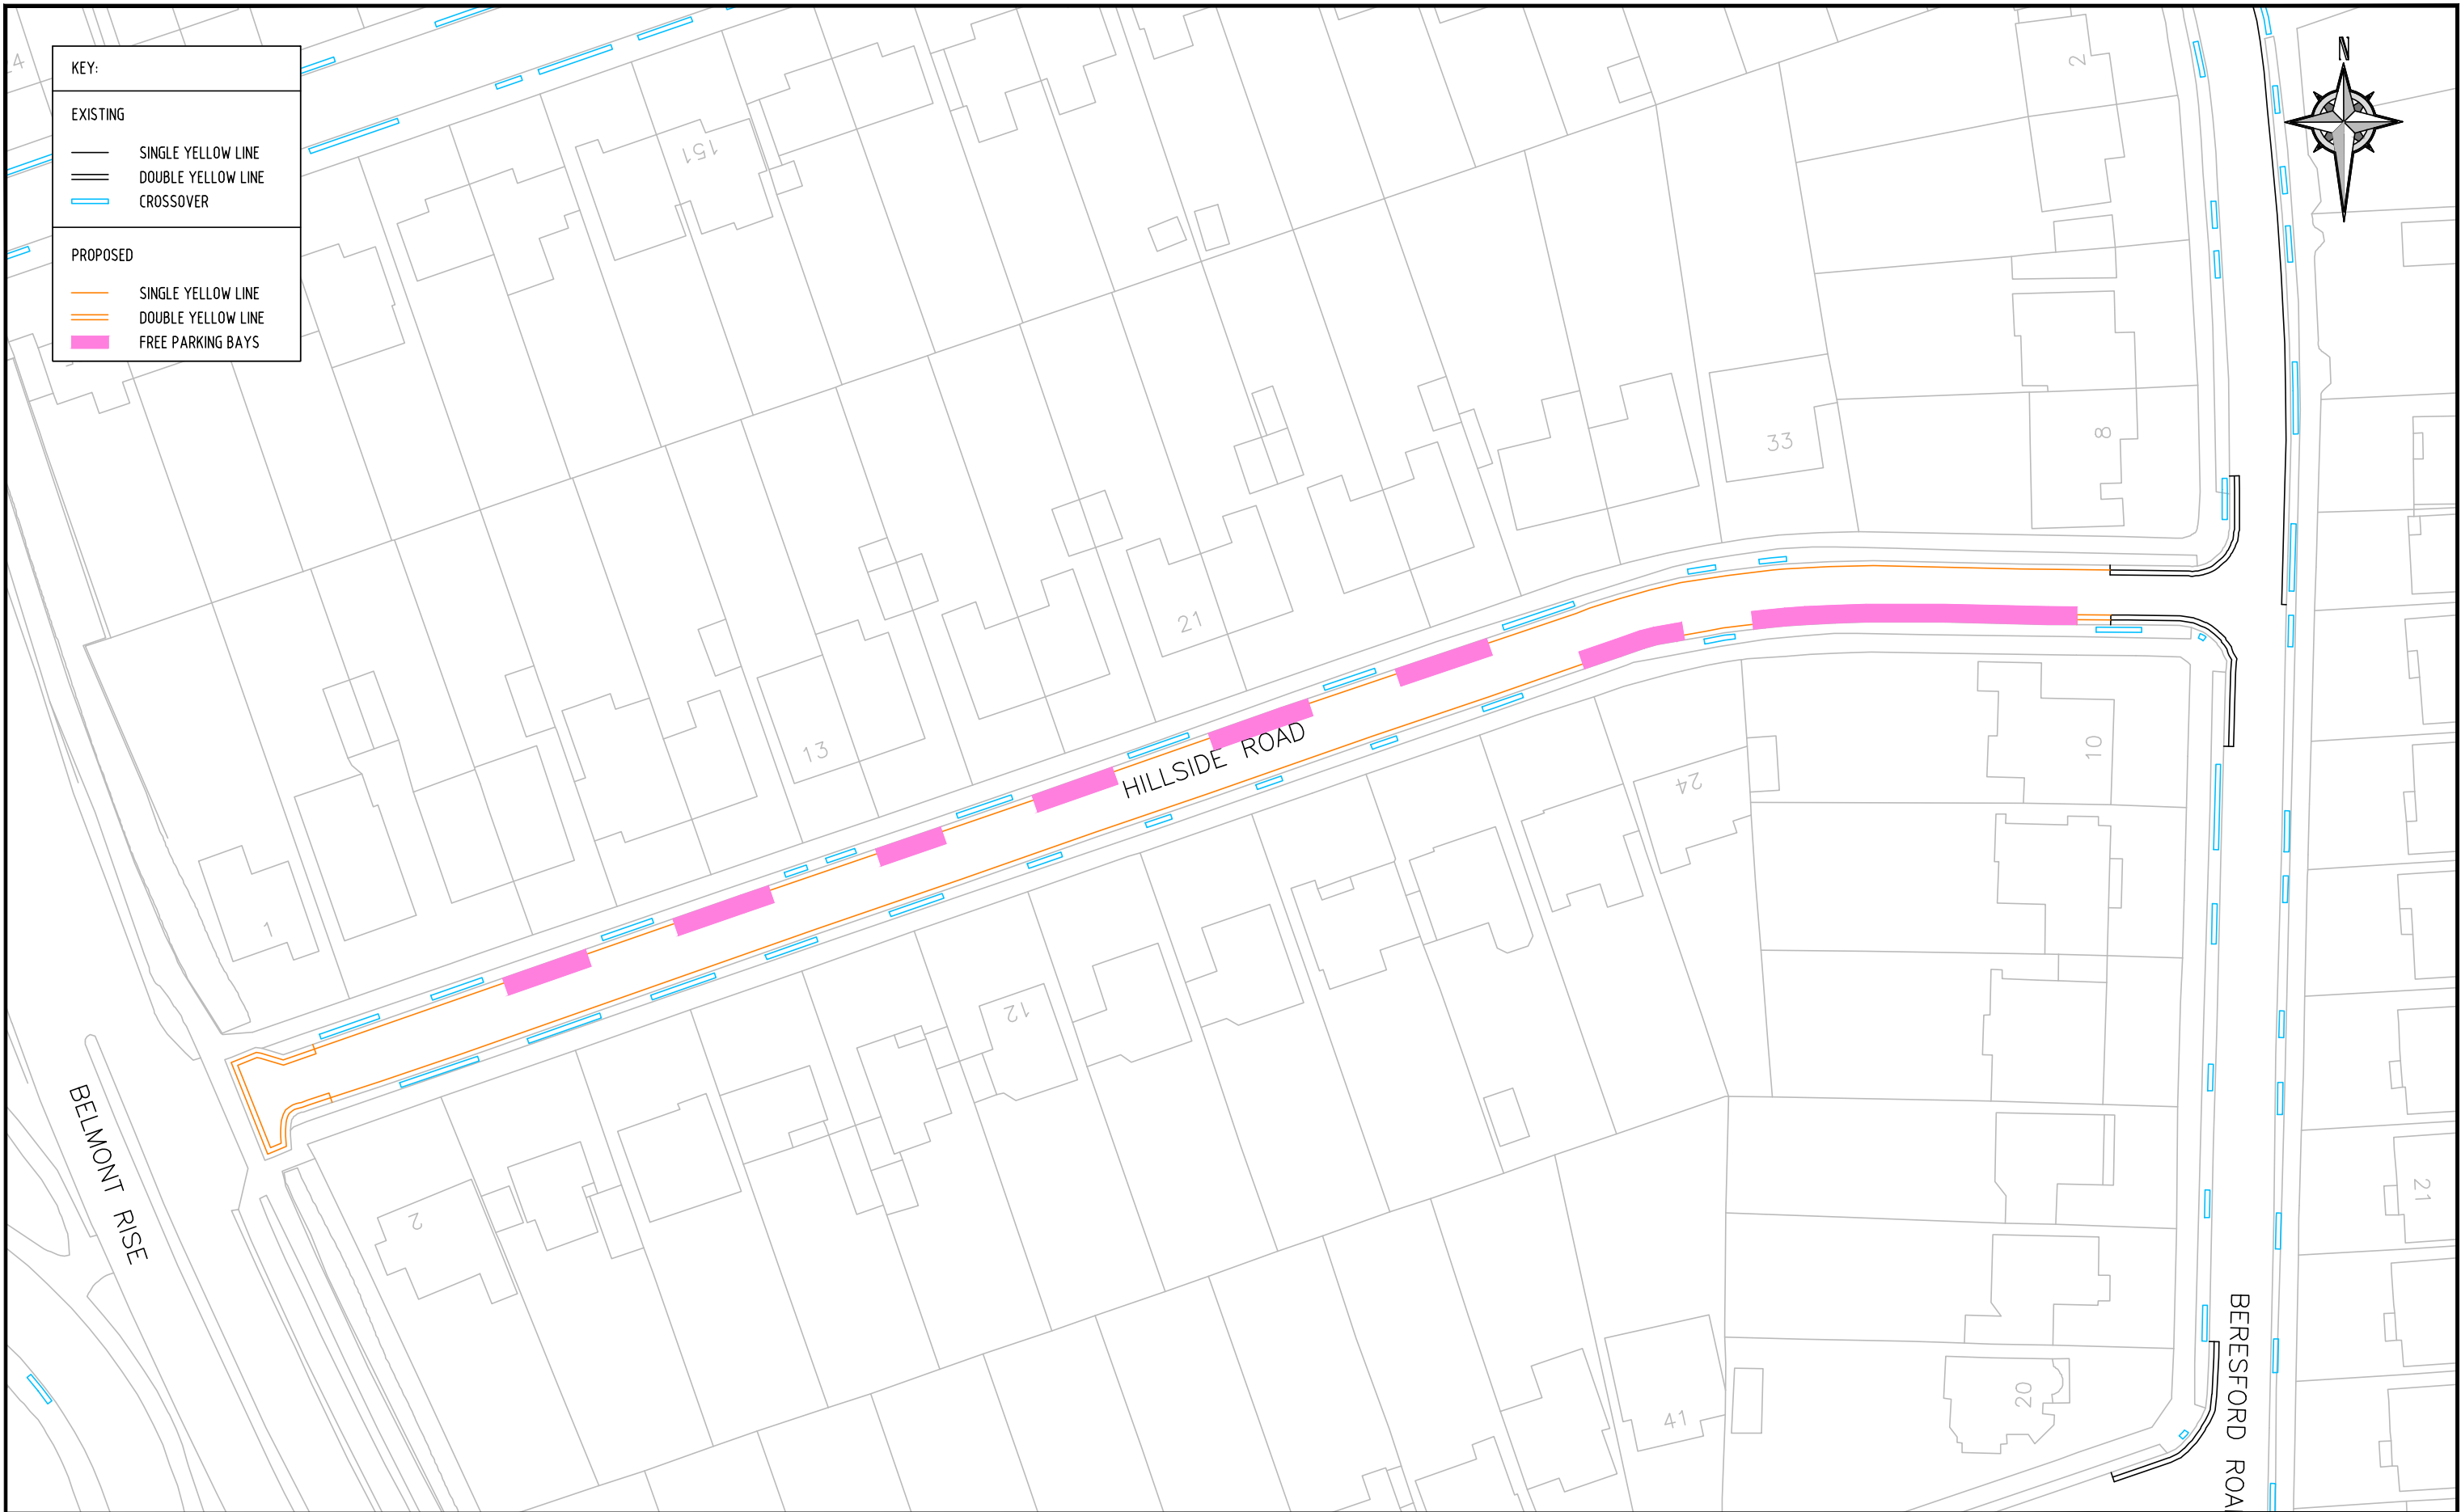 KEY:
EXISTING
SINGLE YELLOW LINE
DOUBLE YELLOW LINE
CROSSOVER
PROPOSED
SINGLE YELLOW LINE
DOUBLE YELLOW LINE
FREE PARKING BAYS
N
2
151
33
8
21
13
HILLSIDE ROAD
10
24
1
12
BELMONT RISE
2
21
41
20
BERESFORD ROA